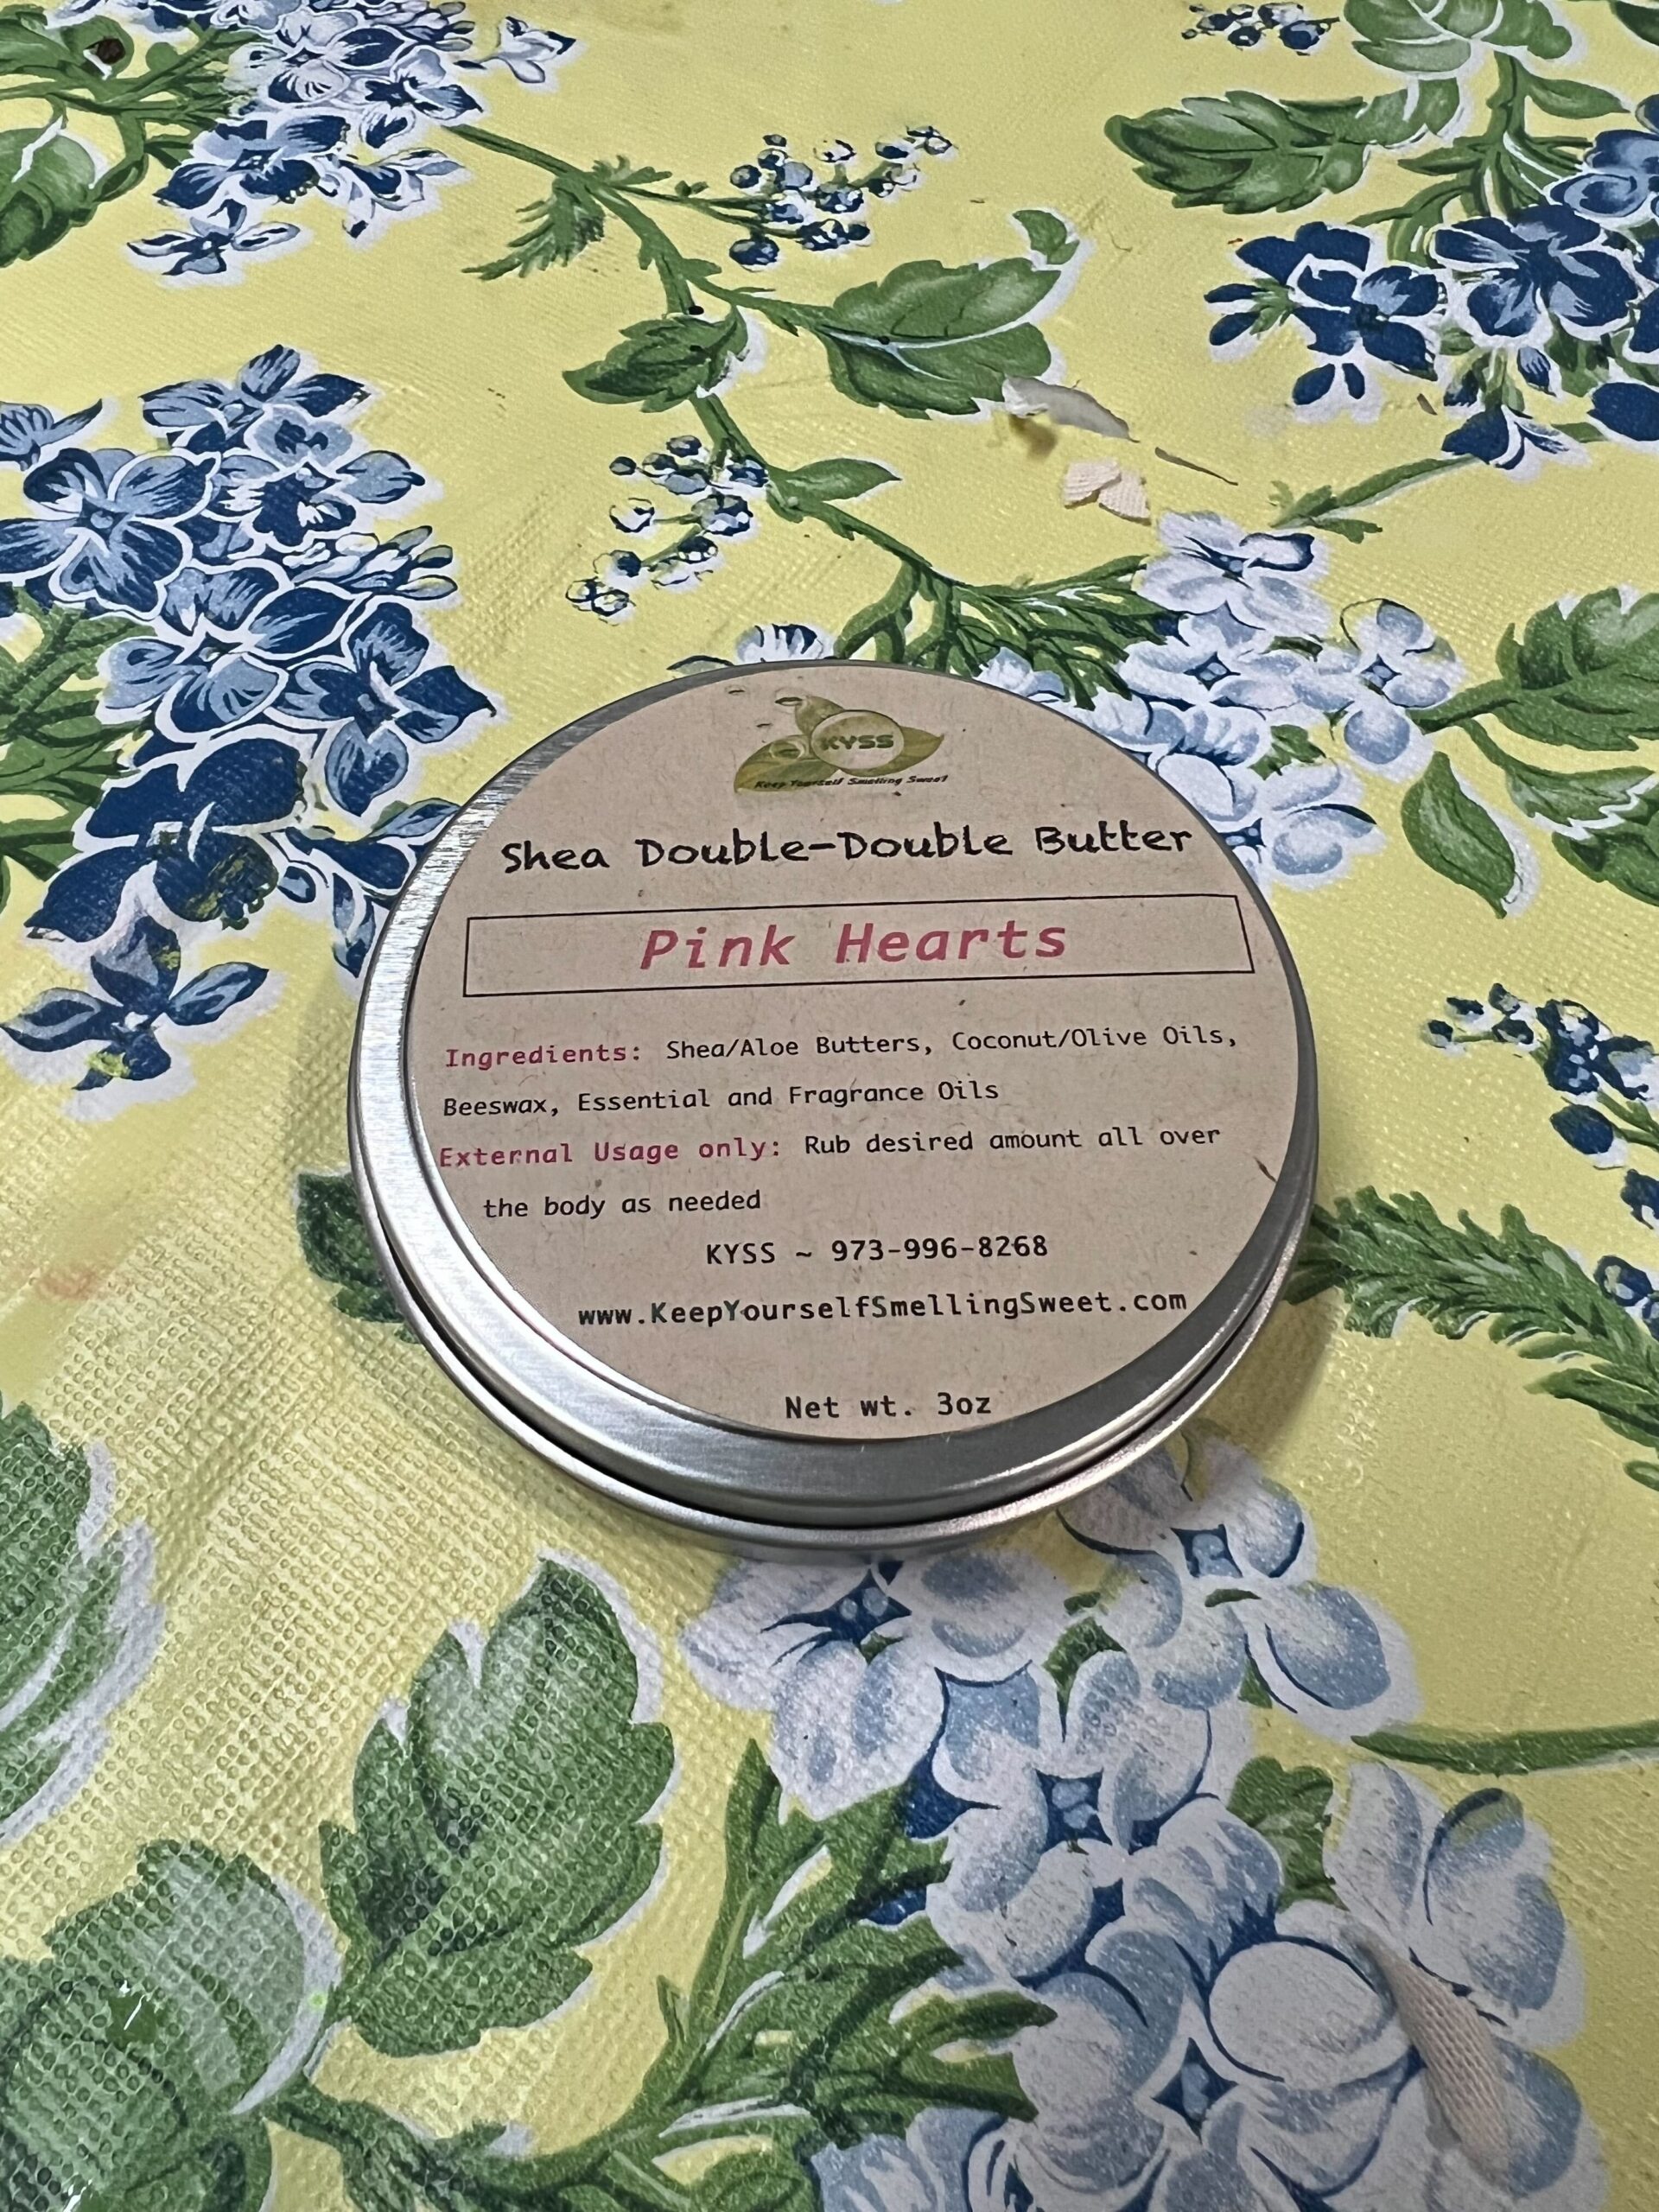 KYSS
Keep Yourself Smelling Sweet
Shea Double-Double Butter
Pink Hearts
Ingredients: Shea/Aloe Butters, Coconut/Olive Oils,
Beeswax, Essential and Fragrance Oils
External Usage only: Rub desired amount all over
the body as needed
KYSS ~ 973-996-8268
www.KeepYourselfSmellingSweet.com
Net wt. 3oz